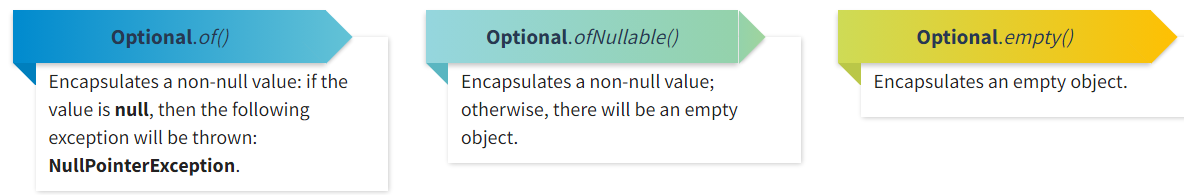 Optional.of()
Encapsulates a non-null value: if the
value is null, then the following
exception will be thrown:
NullPointerException.
Optional.ofNullable()
Encapsulates a non-null value;
otherwise, there will be an empty
object.
Optional.empty()
Encapsulates an empty object.